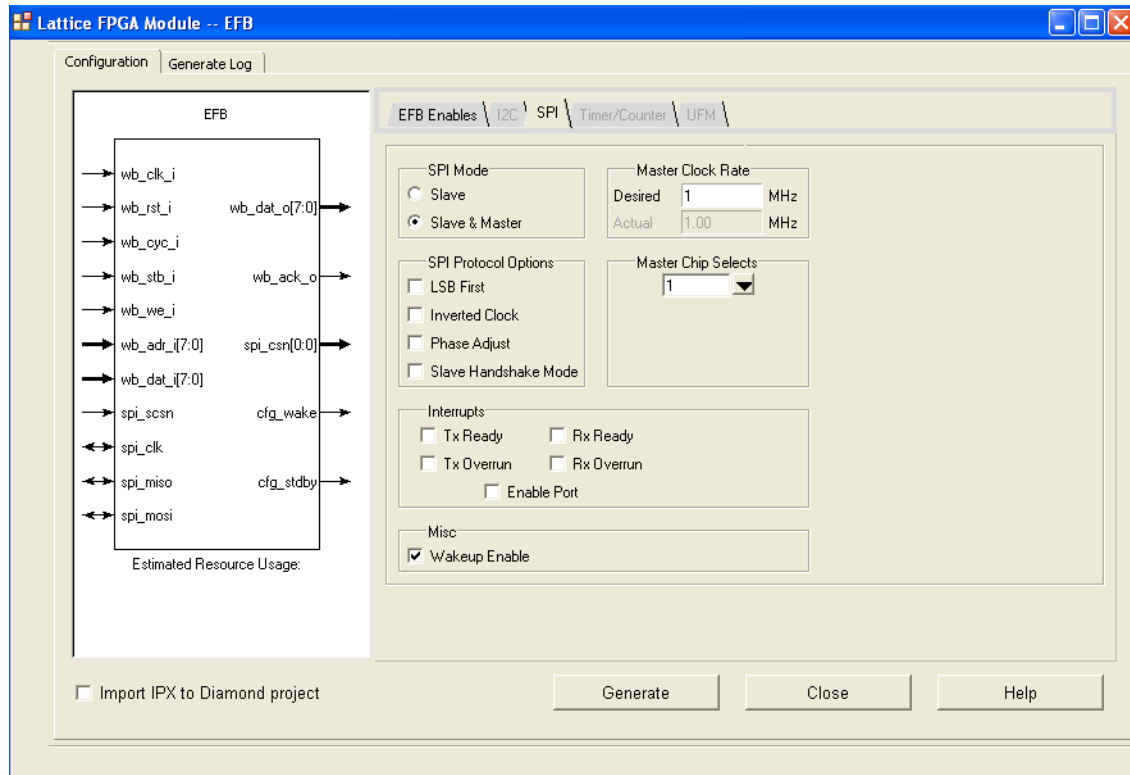 Lattice FPGA Module -- EFB
Configuration Generate Log
EFB
wb_clk_i
wb_rst_i wb_dat_o[7:0]
wb_cyc_i
wb_stb_i wb_ack_o
wb_we_i
wb_adr_i[7:0] spi_csn[0:0]
wb_dat_i[7:0]
spi_scsn cfg_wake
spi_clk
spi_miso cfg_stdby
spi_mosi
Estimated Resource Usage:
EFB Enables I2C SPI Timer/Counter UFM
SPI Mode
Slave
Slave & Master
Master Clock Rate
Desired 1 MHz
Actual 1.00 MHz
SPI Protocol Options
LSB First
Inverted Clock
Phase Adjust
Slave Handshake Mode
Master Chip Selects
1
Interrupts
Tx Ready Rx Ready
Tx Overrun Rx Overrun
Enable Port
Misc
Wakeup Enable
Import IPX to Diamond project
Generate Close Help